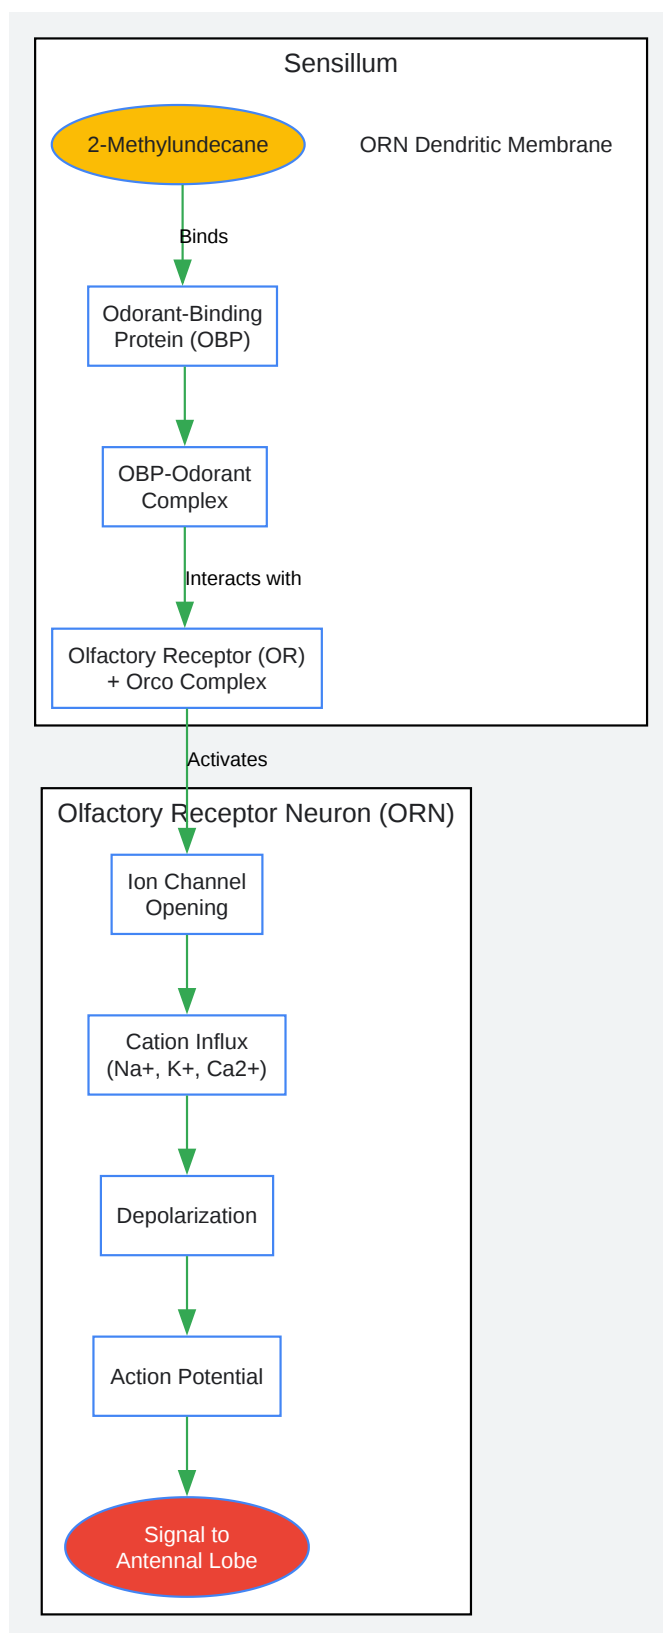 Sensillum
2-Methylundecane
ORN Dendritic Membrane
Binds
Odorant-Binding
Protein (OBP)
OBP-Odorant
Complex
Interacts with
Olfactory Receptor (OR)
+ Orco Complex
Activates
Olfactory Receptor Neuron (ORN)
Ion Channel
Opening
Cation Influx
(Na+, K+, Ca2+)
Depolarization
Action Potential
Signal to
Antennal Lobe